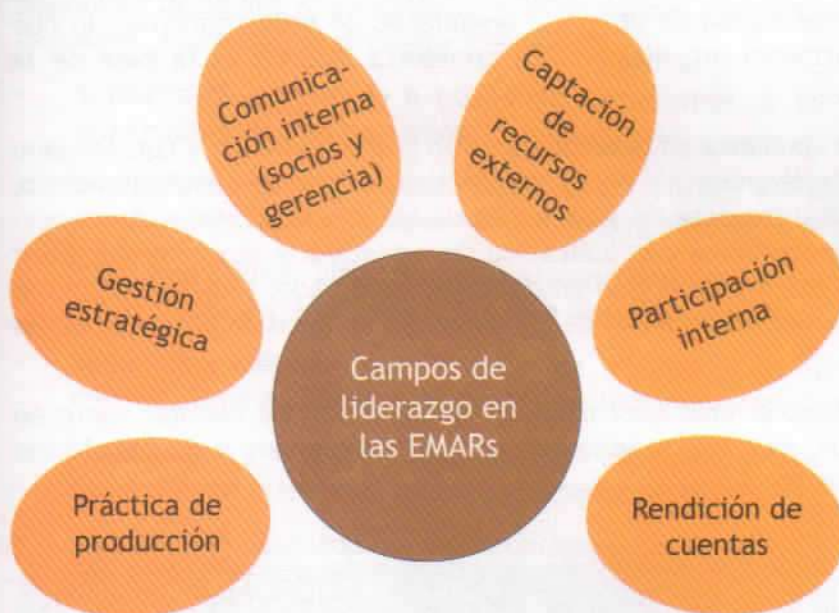 Comunica-
ción interna
(socios y
gerencia)
Captación
de
recursos
externos
Gestión
estratégica
Participación
interna
Campos de
liderazgo en
las EMARs
Práctica de
producción
Rendición de
cuentas